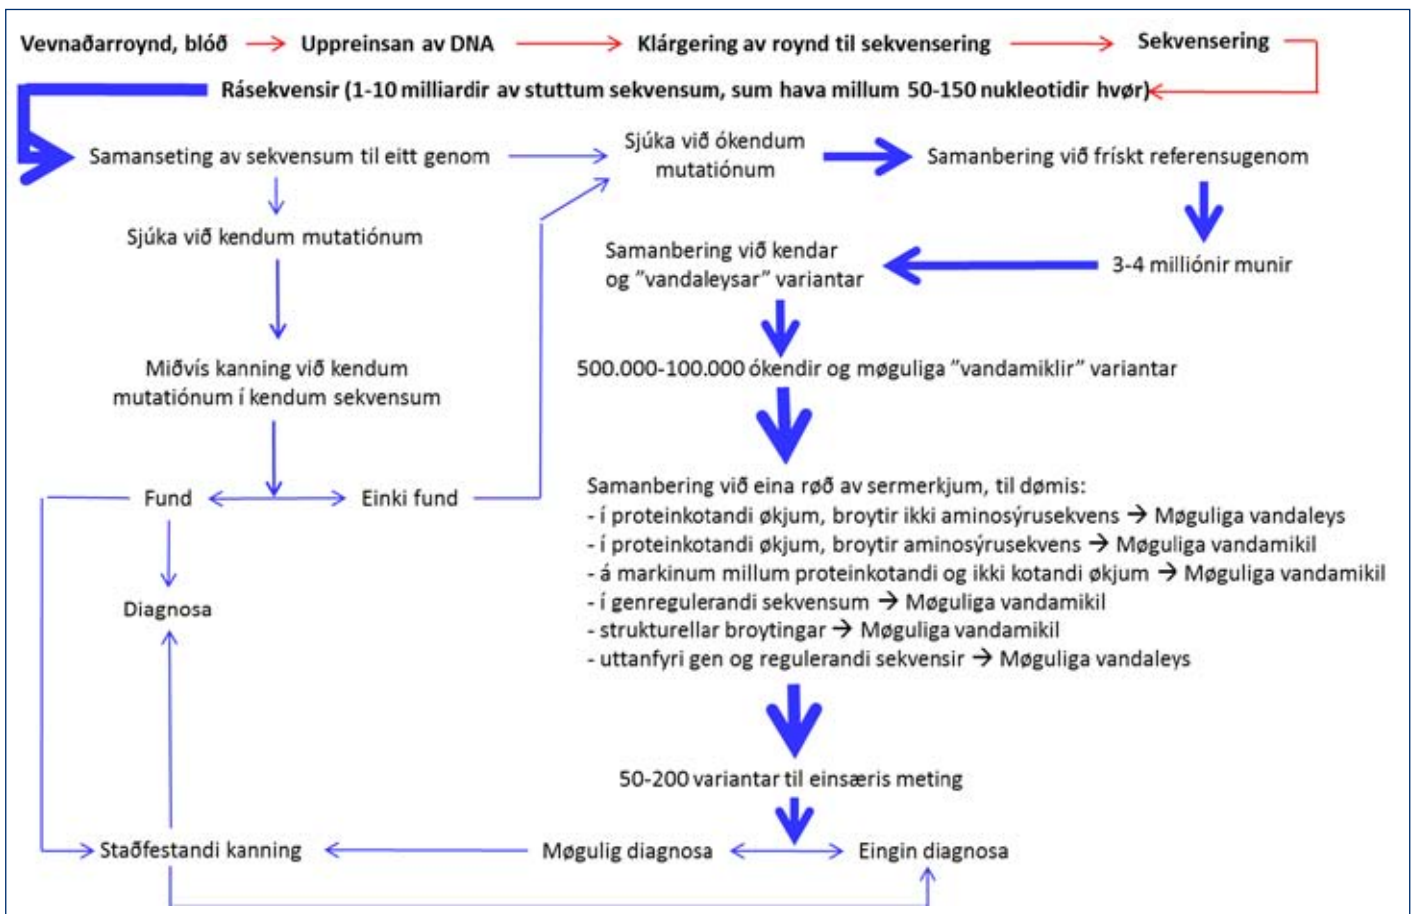 Vevnaðarroynd, blóð → Uppreinsan av DNA → Klárgering av roynd til sekvensering → Sekvensering
Rásekvensir (1-10 milliardir av stuttum sekvensum, sum hava millum 50-150 nukleotidir hvør)
Samanseting av sekvensum til eitt genom
Sjúka við ókendum
mutatiónum
Samanbering við frískt referensugenom
Sjúka við kendum mutatiónum
Samanbering við kendar
og ”vandaleysar” variantar
3-4 milliónir munir
Miðvís kanning við kendum
mutatiónum í kendum sekvensum
500.000-100.000 ókendir og møguliga ”vandamiklir” variantar
Fund
Einki fund
Samanbering við eina røð av sermerkjum, til dømis:
- í proteinkotandi økjum, broytir ikki aminosýrusekvens → Møguliga vandaleys
- í proteinkotandi økjum, broytir aminosýrusekvens → Møguliga vandamikil
- á markinum millum proteinkotandi og ikki kotandi økjum → Møguliga vandamikil
- í genregulerandi sekvensum → Møguliga vandamikil
- strukturellar broytingar → Møguliga vandamikil
- uttanfyri gen og regulerandi sekvensir → Møguliga vandaleys
Diagnosa
50-200 variantar til einsæris meting
Staðfestandi kanning
Møgulig diagnosa
Eingin diagnosa